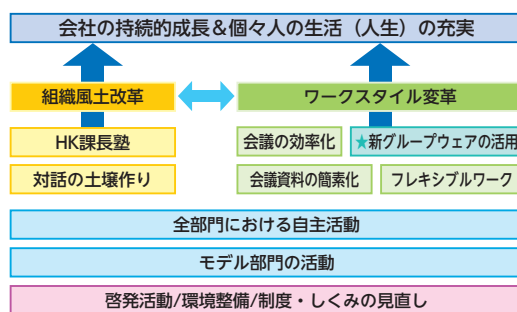 会社の持続的成長＆個々人の生活（人生）の充実
組織風土改革
ワークスタイル変革
HK課長塾
会議の効率化
★新グループウェアの活用
対話の土壌作り
会議資料の簡素化
フレキシブルワーク
全部門における自主活動
モデル部門の活動
啓発活動/環境整備/制度・しくみの見直し